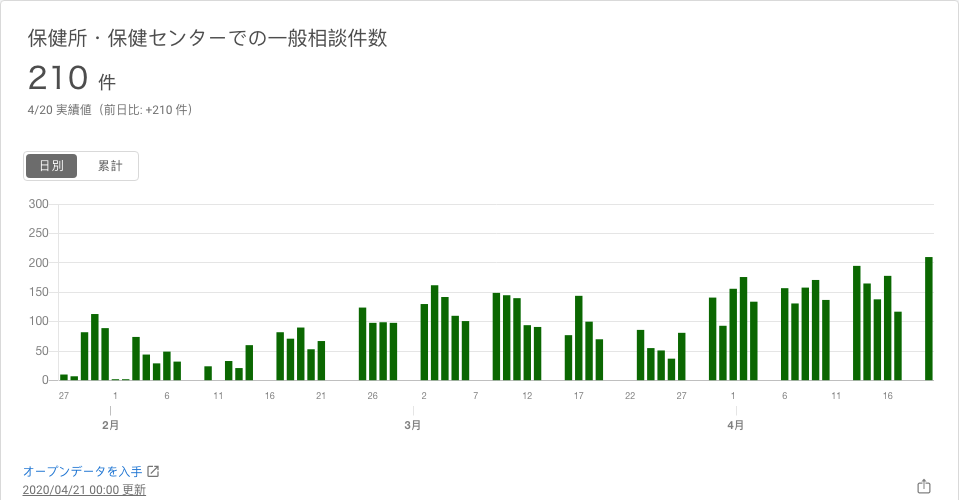 保健所・保健センターでの一般相談件数
210 件
4/20 実績値（前日比: +210 件）
日別 累計
300
250
200
150
100
50
0
27 1 6 11 16 21 26 2 7 12 17 22 27 1 6 11 16
2月 3月 4月
オープンデータを入手
2020/04/21 00:00 更新